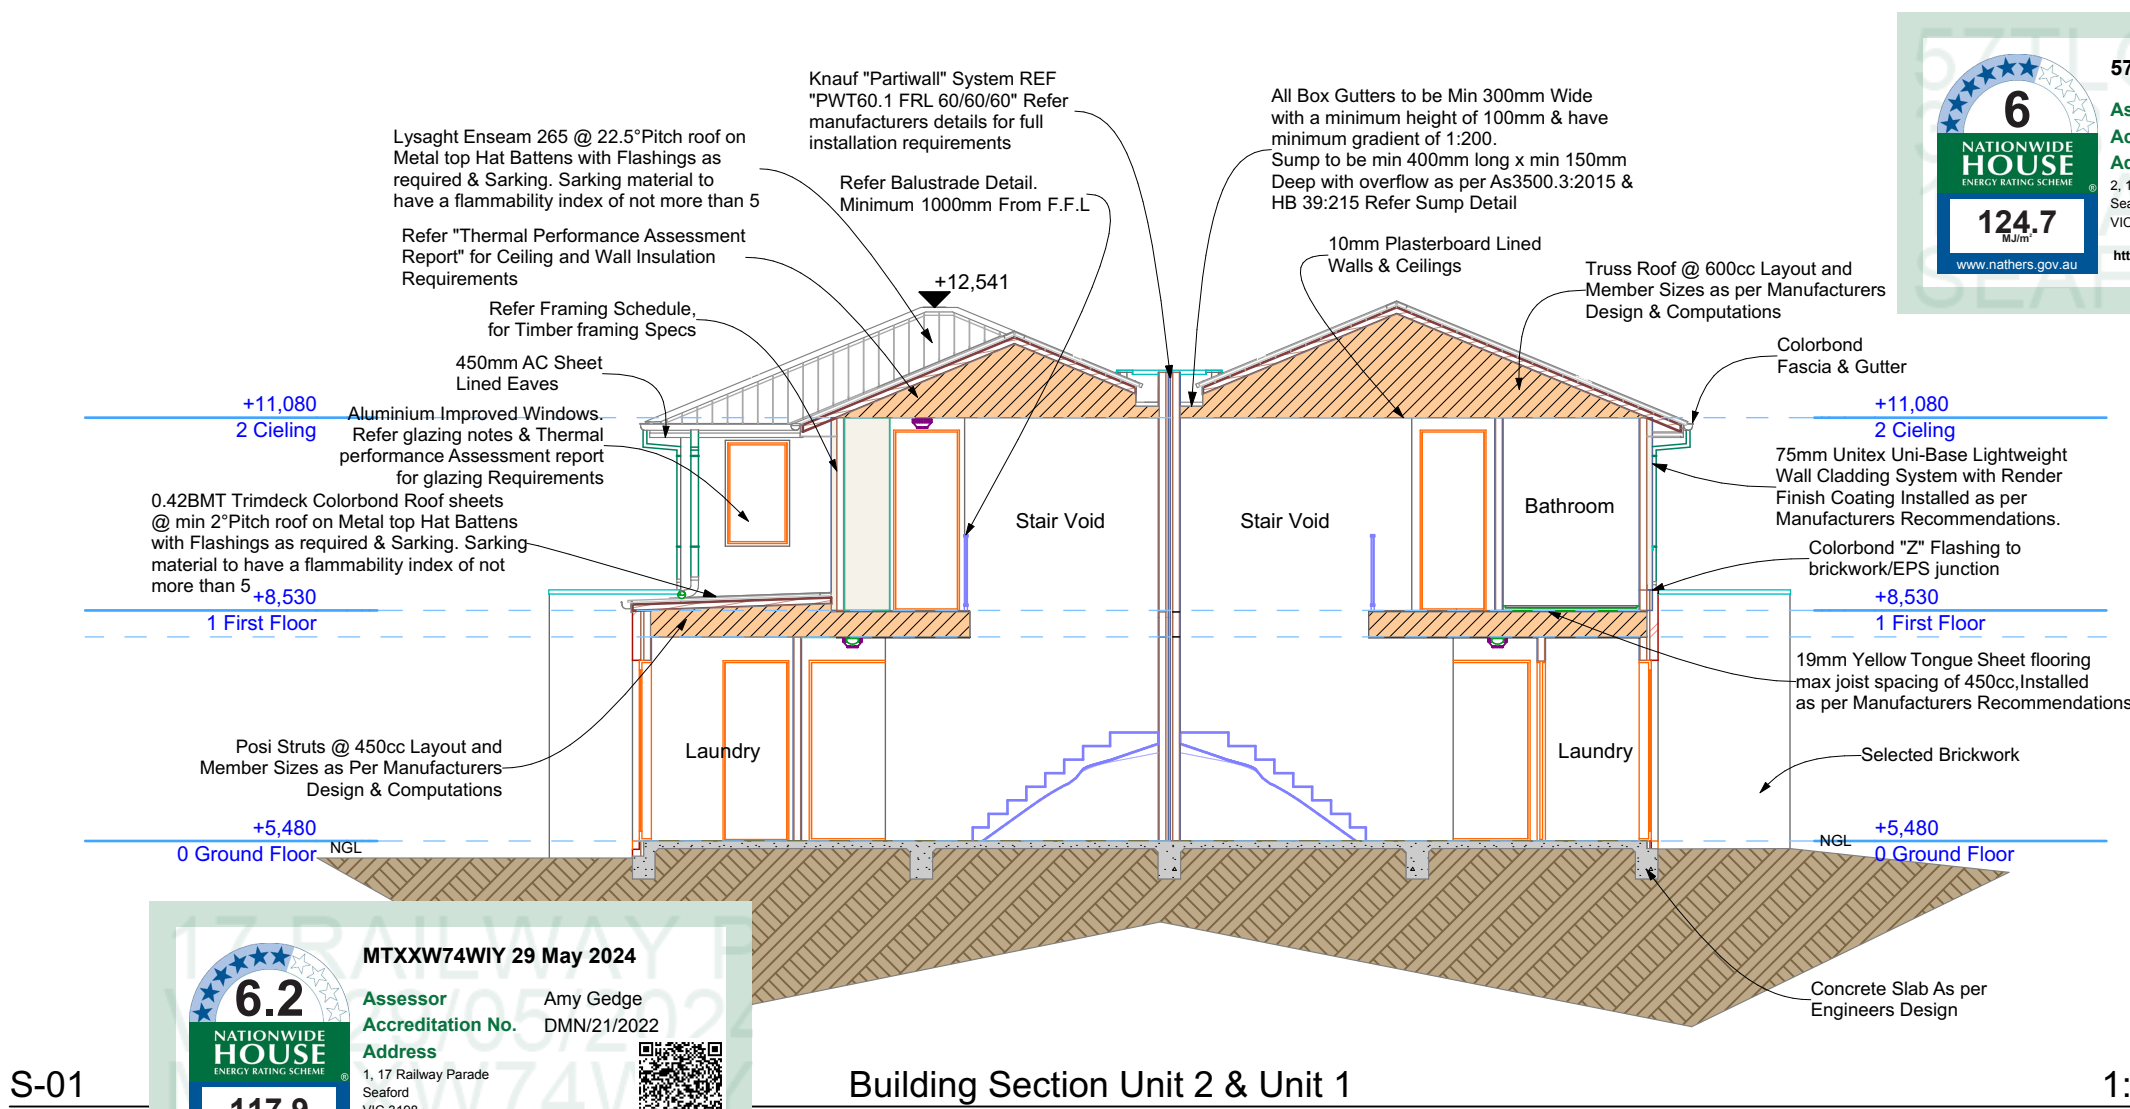 Knauf "Partiwall" System REF
"PWT60.1 FRL 60/60/60" Refer
manufacturers details for full
installation requirements
All Box Gutters to be Min 300mm Wide
with a minimum height of 100mm & have
minimum gradient of 1:200.
Sump to be min 400mm long x min 150mm
Deep with overflow as per As3500.3:2015 &
HB 39:215 Refer Sump Detail
Lysaght Enseam 265 @ 22.5°Pitch roof on
Metal top Hat Battens with Flashings as
required & Sarking. Sarking material to
have a flammability index of not more than 5
Refer Balustrade Detail.
Minimum 1000mm From F.F.L
Refer "Thermal Performance Assessment
Report" for Ceiling and Wall Insulation
Requirements
10mm Plasterboard Lined
Walls & Ceilings
Truss Roof @ 600cc Layout and
Member Sizes as per Manufacturers
Design & Computations
+12,541
Refer Framing Schedule,
for Timber framing Specs
450mm AC Sheet
Lined Eaves
Colorbond
Fascia & Gutter
+11,080
2 Cieling
Aluminium Improved Windows.
Refer glazing notes & Thermal
performance Assessment report
for glazing Requirements
+11,080
2 Cieling
75mm Unitex Uni-Base Lightweight
Wall Cladding System with Render
Finish Coating Installed as per
Manufacturers Recommendations.
0.42BMT Trimdeck Colorbond Roof sheets
@ min 2°Pitch roof on Metal top Hat Battens
with Flashings as required & Sarking. Sarking
material to have a flammability index of not
more than 5
Stair Void
Stair Void
Bathroom
Colorbond "Z" Flashing to
brickwork/EPS junction
+8,530
1 First Floor
+8,530
1 First Floor
19mm Yellow Tongue Sheet flooring
max joist spacing of 450cc,Installed
as per Manufacturers Recommendations
Posi Struts @ 450cc Layout and
Member Sizes as Per Manufacturers
Design & Computations
Laundry
Laundry
Selected Brickwork
+5,480
0 Ground Floor
NGL
NGL
+5,480
0 Ground Floor
Concrete Slab As per
Engineers Design
6
NATIONWIDE
HOUSE
ENERGY RATING SCHEME
®
124.7
MJ/m²
www.nathers.gov.au
57
2, 1
VIC
17 RAILWAY P
MTXXW74WIY 29 May 2024
6.2
NATIONWIDE
HOUSE
ENERGY RATING SCHEME
®
117.9
Assessor Amy Gedge
Accreditation No. DMN/21/2022
Address
1, 17 Railway Parade
Seaford
VIC 3198
S-01
Building Section Unit 2 & Unit 1
1: